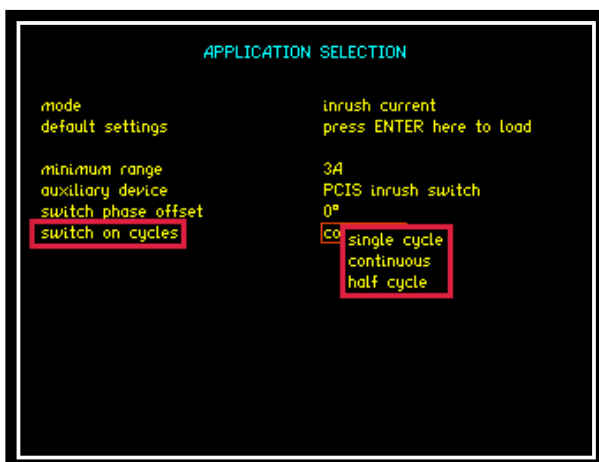 APPLICATION SELECTION
mode inrush current
default settings press ENTER here to load
minimum range 3A
auxiliary device PCIS inrush switch
switch phase offset 0°
switch on cycles co
single cycle
continuous
half cycle